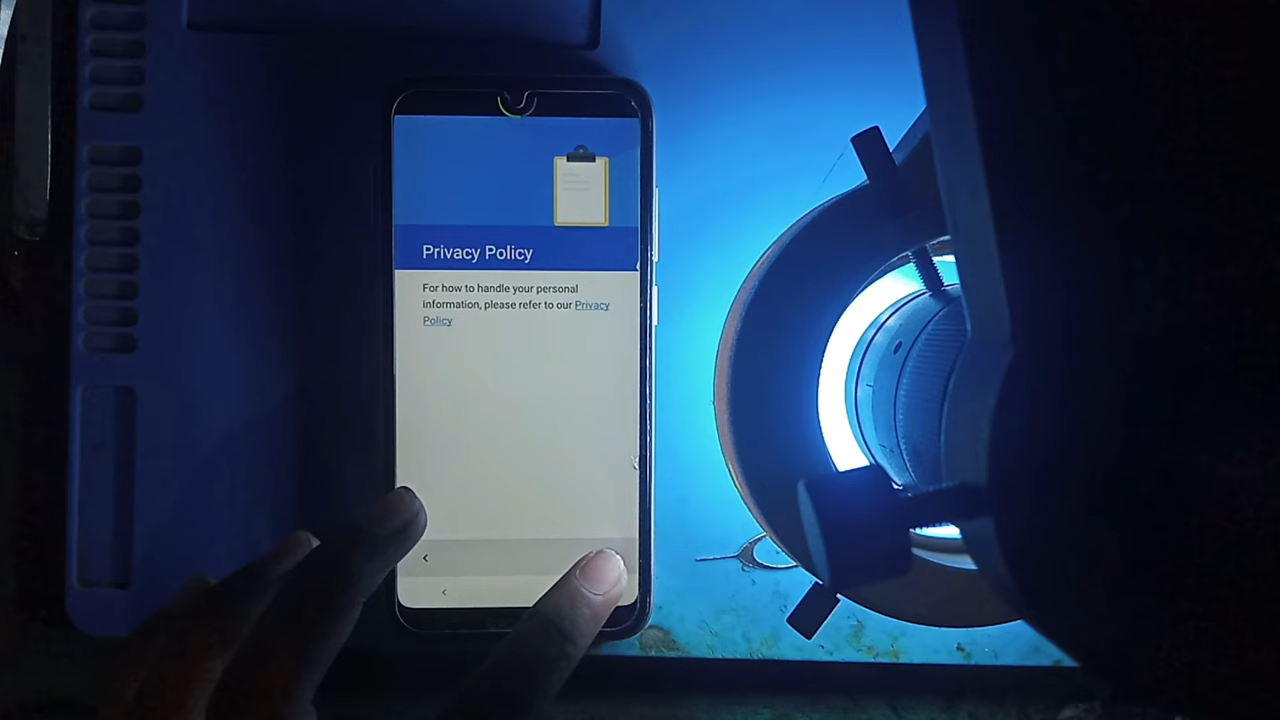 Privacy Policy
For how to handle your personal
information, please refer to our Privacy
Policy